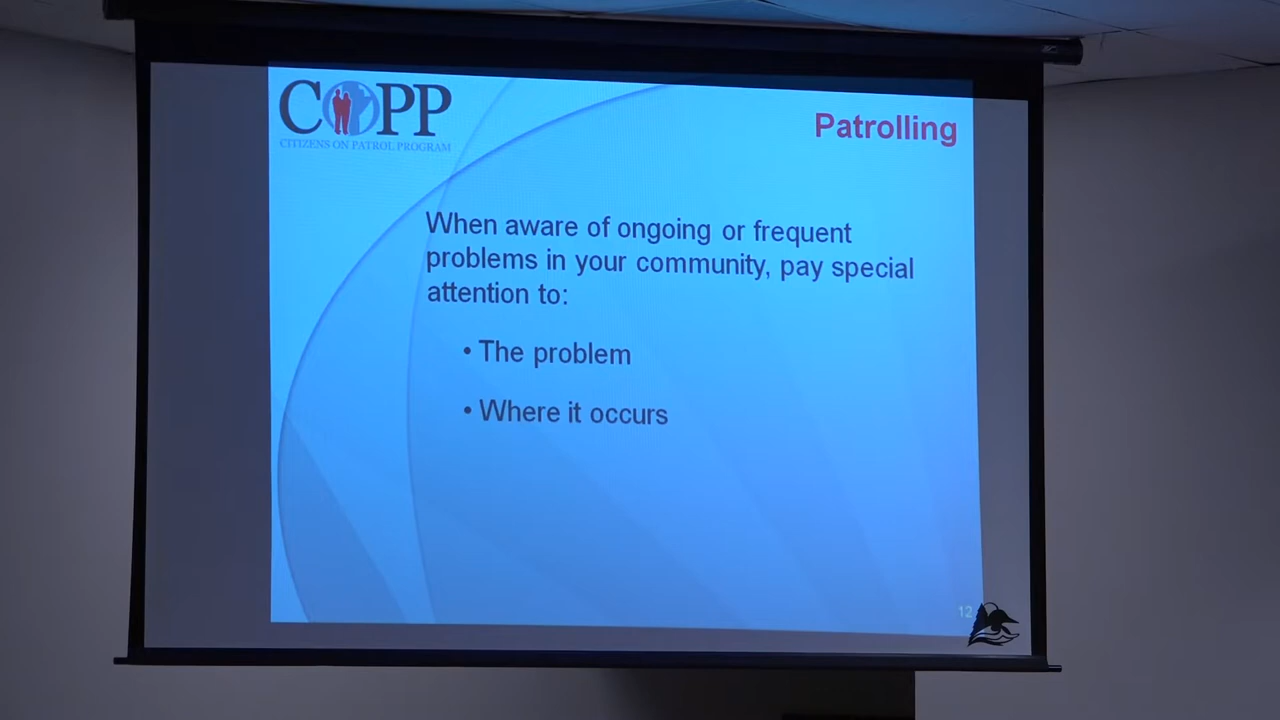 COPP
CITIZENS ON PATROL PROGRAM
Patrolling
When aware of ongoing or frequent
problems in your community, pay special
attention to:
• The problem
• Where it occurs
12